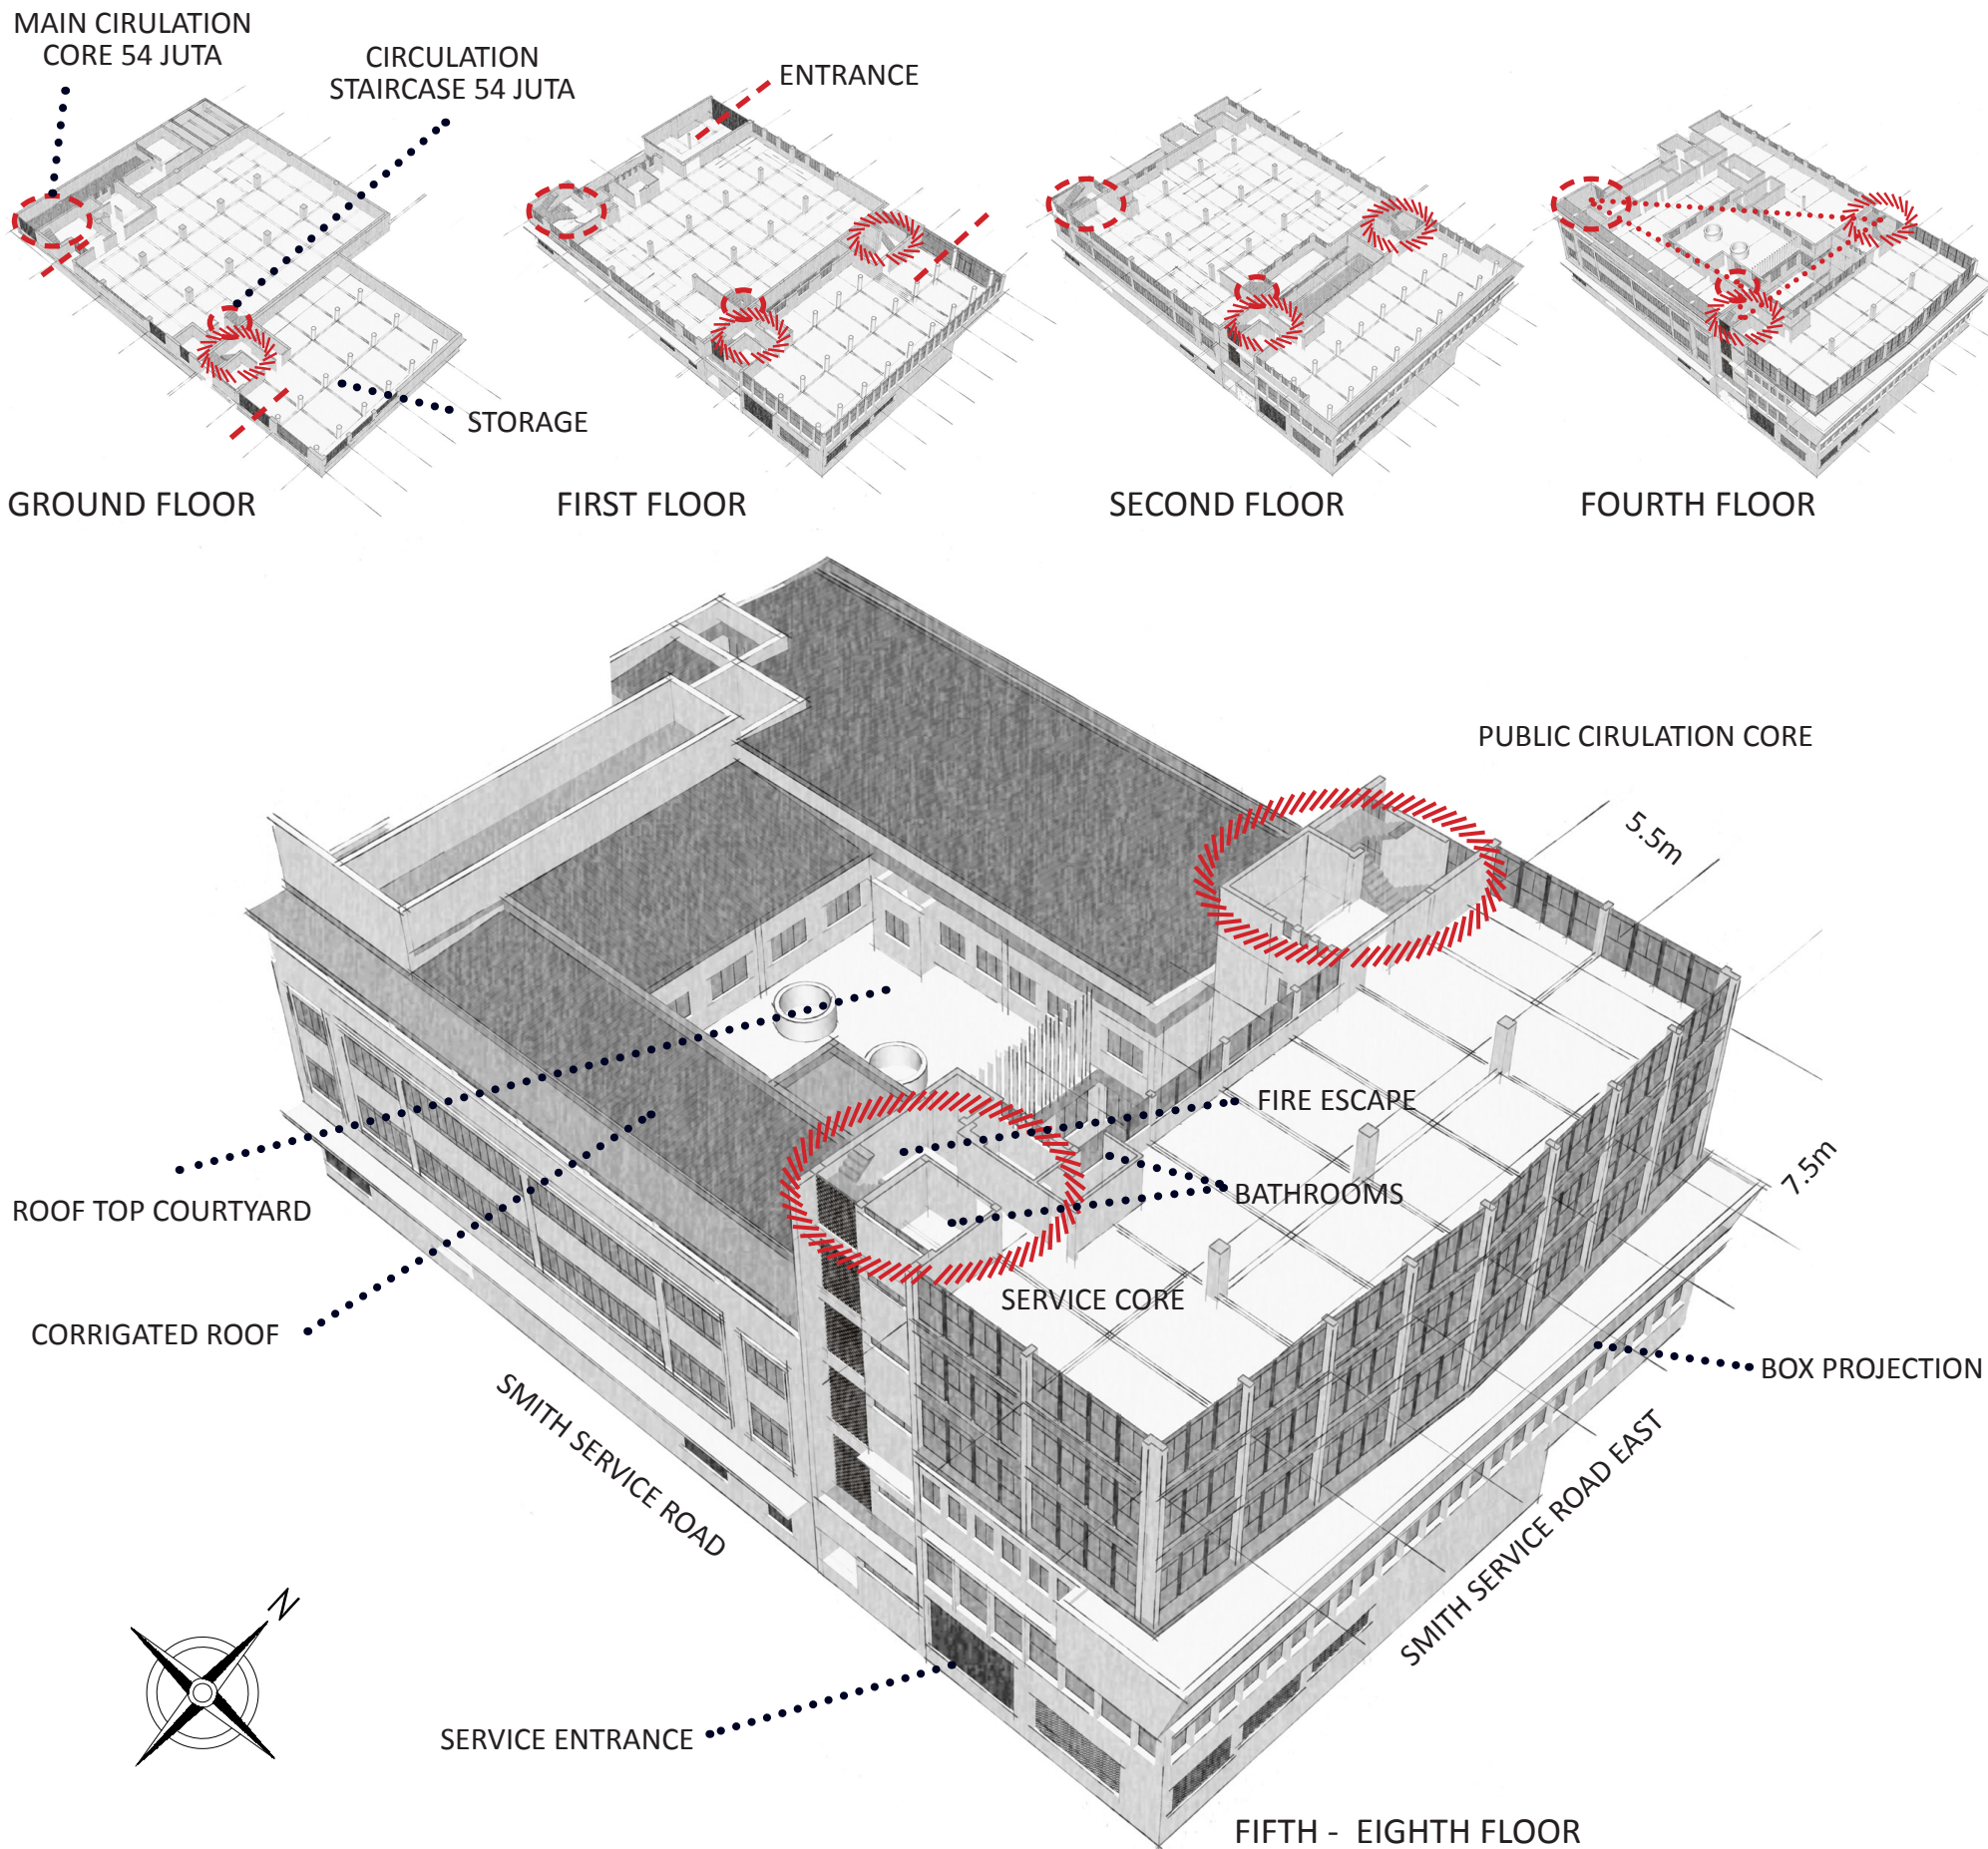 MAIN CIRULATION
CORE 54 JUTA
CIRCULATION
STAIRCASE 54 JUTA
ENTRANCE
STORAGE
GROUND FLOOR
FIRST FLOOR
SECOND FLOOR
FOURTH FLOOR
PUBLIC CIRULATION CORE
5.5m
FIRE ESCAPE
7.5m
BATHROOMS
ROOF TOP COURTYARD
SERVICE CORE
CORRIGATED ROOF
BOX PROJECTION
SMITH SERVICE ROAD
SMITH SERVICE ROAD EAST
N
SERVICE ENTRANCE
FIFTH - EIGHTH FLOOR